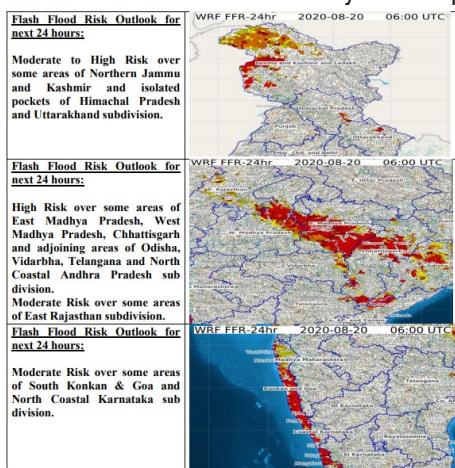 Flash Flood Risk Outlook for
next 24 hours:
Moderate to High Risk over
some areas of Northern Jammu
and Kashmir and isolated
pockets of Himachal Pradesh
and Uttarakhand subdivision.
WRF FFR-24hr 2020-08-20 06:00 UTC
Jammu and Kashmir and Ladakh
Himachal Pradesh
Punjab
Uttarakhand
Flash Flood Risk Outlook for
next 24 hours:
High Risk over some areas of
East Madhya Pradesh, West
Madhya Pradesh, Chhattisgarh
and adjoining areas of Odisha,
Vidarbha, Telangana and North
Coastal Andhra Pradesh sub
division.
Moderate Risk over some areas
of East Rajasthan subdivision.
WRF FFR-24hr 2020-08-20 06:00 UTC
E. Rajasthan
W. Madhya Pradesh
Chhattisgarh
Telangana
Flash Flood Risk Outlook for
next 24 hours:
Moderate Risk over some areas
of South Konkan & Goa and
North Coastal Karnataka sub
division.
WRF FFR-24hr 2020-08-20 06:00 UTC
Madhya Maharashtra
Telangana
Konkan and Goa
NI Karnataka
Coastal Karnataka
Rayalaseema
SI Karnataka